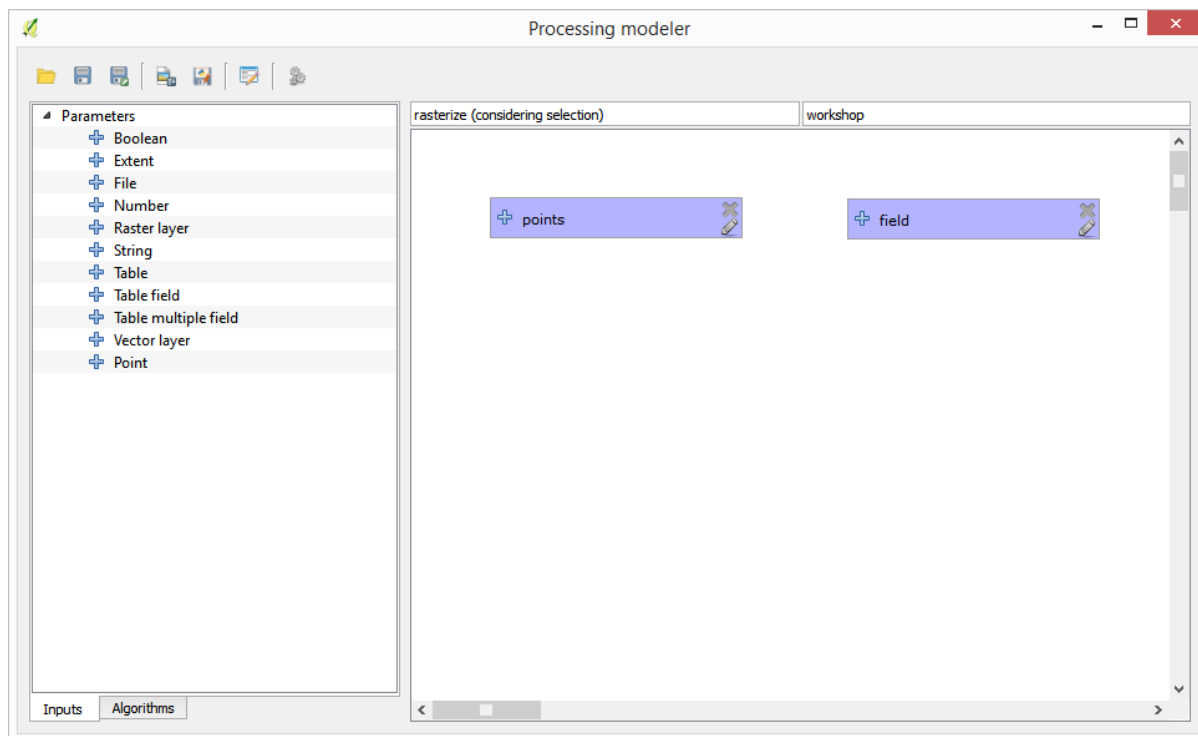 Processing modeler
Parameters
Boolean
Extent
File
Number
Raster layer
String
Table
Table field
Table multiple field
Vector layer
Point
Inputs
Algorithms
rasterize (considering selection)
workshop
points
field